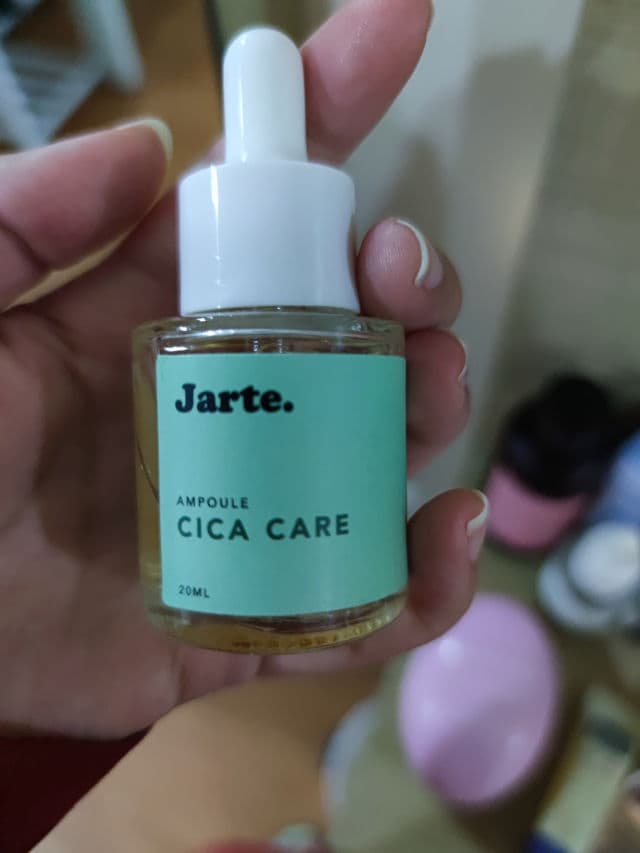 Jarte.
AMPOULE
CICA CARE
20ML